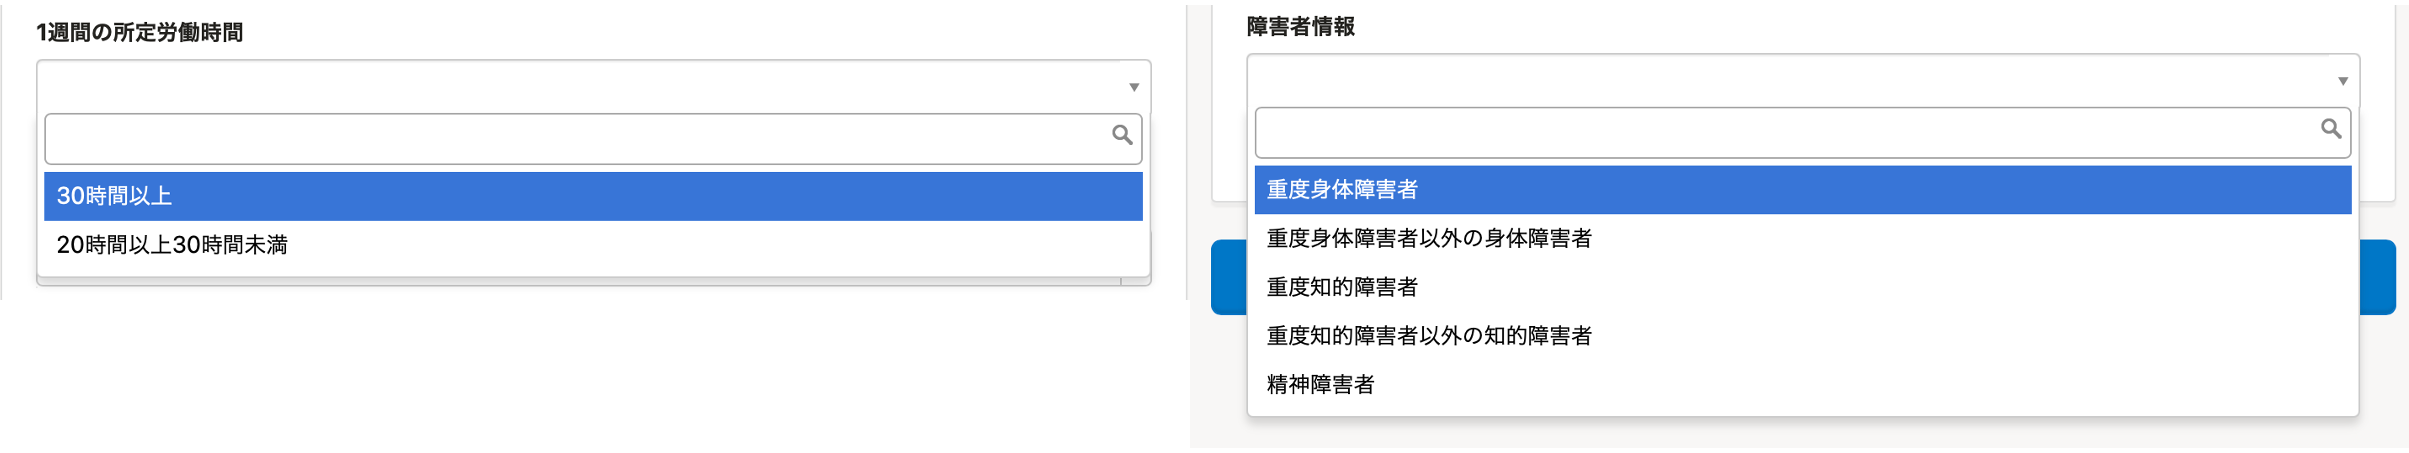 1週間の所定労働時間
30時間以上
20時間以上30時間未満
障害者情報
重度身体障害者
重度身体障害者以外の身体障害者
重度知的障害者
重度知的障害者以外の知的障害者
精神障害者